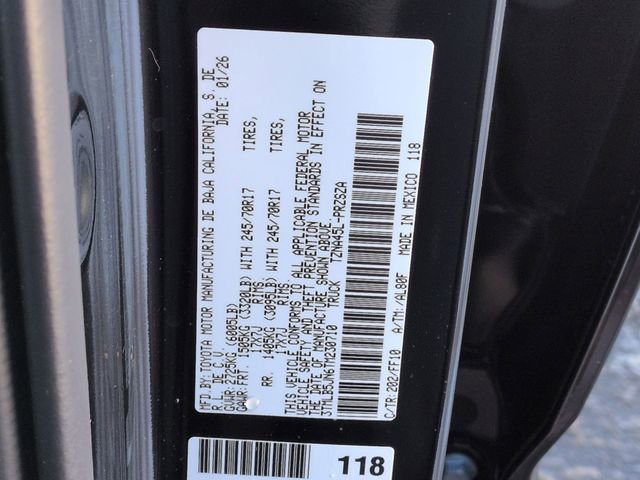 MFD.BY:TOYOTA MOTOR MANUFACTURING DE BAJA CALIFORNIA, S. DE
R.L. DE C.V. DATE: 01/26
GVWR:2725KG (6005LB)
GAWR:FRT. 1505KG (3320LB) WITH 245/70R17 TIRES,
17X7J RIMS
RR. 1405KG (3095LB) WITH 245/70R17 TIRES,
17X7J RIMS
THIS VEHICLE CONFORMS TO ALL APPLICABLE FEDERAL MOTOR
VEHICLE SAFETY AND THEFT PREVENTION STANDARDS IN EFFECT ON
THE DATE OF MANUFACTURE SHOWN ABOVE.
3TMLB5JN6TM230710 TRUCK TZNA45L-PRZSZA
C/TR:202/FF10 A/TM:/AL80F MADE IN MEXICO 118
118